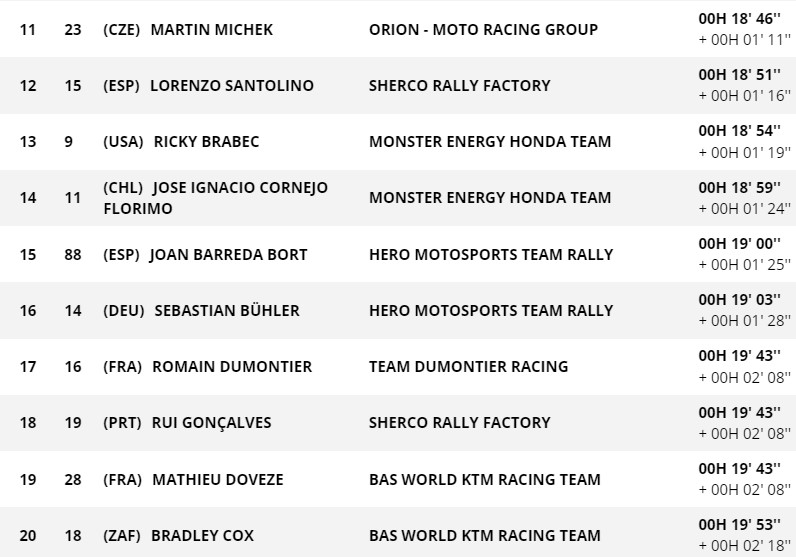 11 23 (CZE) MARTIN MICHEK ORION - MOTO RACING GROUP 00H 18' 46''
+ 00H 01' 11''
12 15 (ESP) LORENZO SANTOLINO SHERCO RALLY FACTORY 00H 18' 51''
+ 00H 01' 16''
13 9 (USA) RICKY BRABEC MONSTER ENERGY HONDA TEAM 00H 18' 54''
+ 00H 01' 19''
14 11 (CHL) JOSE IGNACIO CORNEJO FLORIMO MONSTER ENERGY HONDA TEAM 00H 18' 59''
+ 00H 01' 24''
15 88 (ESP) JOAN BARREDA BORT HERO MOTOSPORTS TEAM RALLY 00H 19' 00''
+ 00H 01' 25''
16 14 (DEU) SEBASTIAN BÜHLER HERO MOTOSPORTS TEAM RALLY 00H 19' 03''
+ 00H 01' 28''
17 16 (FRA) ROMAIN DUMONTIER TEAM DUMONTIER RACING 00H 19' 43''
+ 00H 02' 08''
18 19 (PRT) RUI GONÇALVES SHERCO RALLY FACTORY 00H 19' 43''
+ 00H 02' 08''
19 28 (FRA) MATHIEU DOVEZE BAS WORLD KTM RACING TEAM 00H 19' 43''
+ 00H 02' 08''
20 18 (ZAF) BRADLEY COX BAS WORLD KTM RACING TEAM 00H 19' 53''
+ 00H 02' 18''